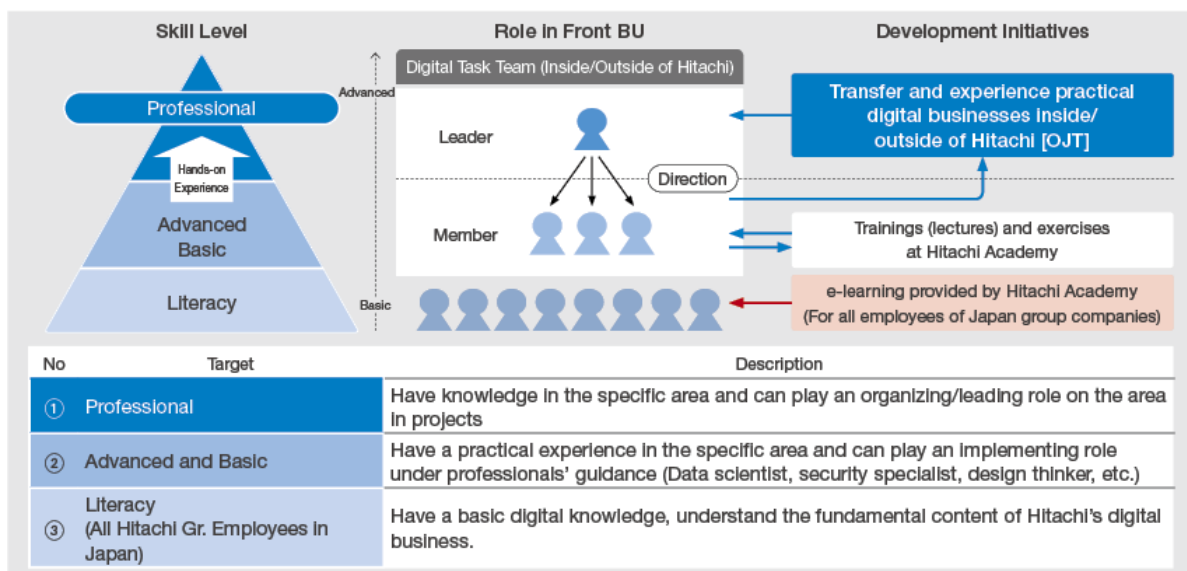 Skill Level
Role in Front BU
Development Initiatives
Professional
Hands-on
Experience
Advanced
Basic
Literacy
Advanced
Basic
Digital Task Team (Inside/Outside of Hitachi)
Leader
Direction
Member
Transfer and experience practical
digital businesses inside/
outside of Hitachi [OJT]
Trainings (lectures) and exercises
at Hitachi Academy
e-learning provided by Hitachi Academy
(For all employees of Japan group companies)
No Target Description
① Professional
Have knowledge in the specific area and can play an organizing/leading role on the area
in projects
② Advanced and Basic
Have a practical experience in the specific area and can play an implementing role
under professionals' guidance (Data scientist, security specialist, design thinker, etc.)
③ Literacy
(All Hitachi Gr. Employees in
Japan)
Have a basic digital knowledge, understand the fundamental content of Hitachi's digital
business.